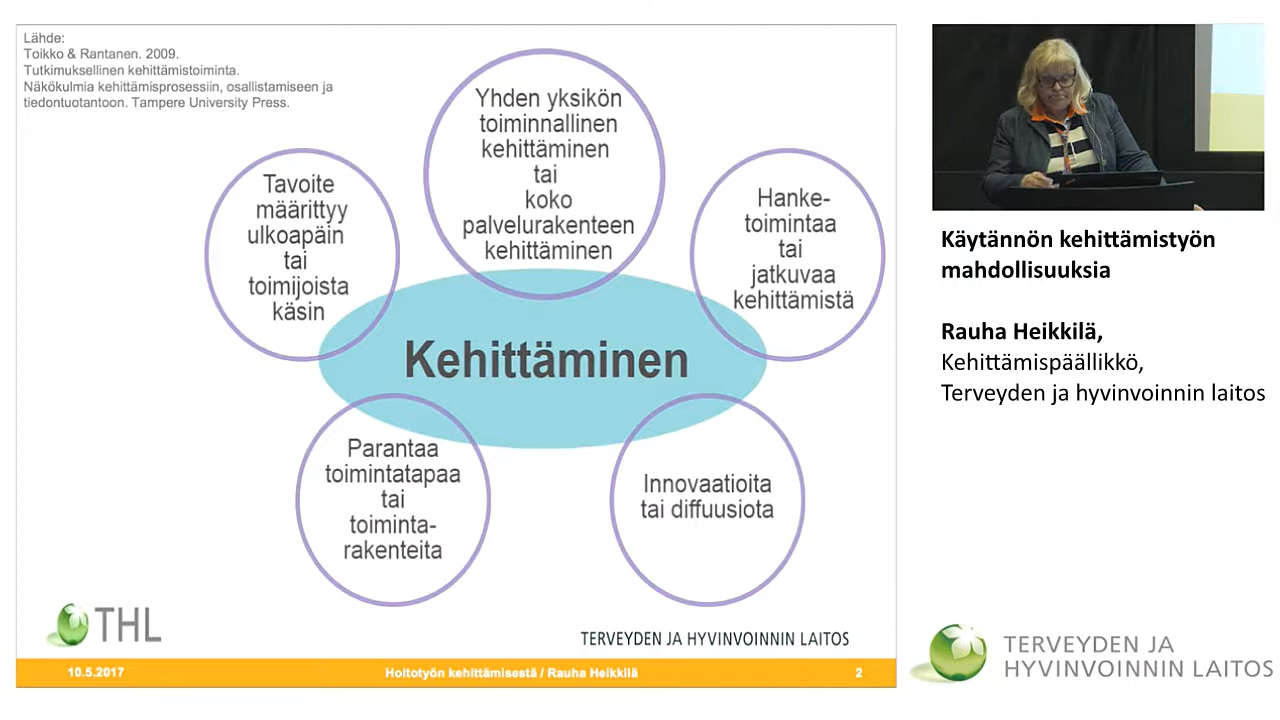 Lähde:
Toikko & Rantanen. 2009.
Tutkimuksellinen kehittämistoiminta.
Näkökulmia kehittämisprosessiin, osallistamiseen ja
tiedontuotantoon. Tampere University Press.
Yhden yksikön
toiminnallinen
kehittäminen
tai
koko
palvelurakenteen
kehittäminen
Tavoite
määrittyy
ulkoapäin
tai
toimijoista
käsin
Hanke-
toimintaa
tai
jatkuvaa
kehittämistä
Kehittäminen
Parantaa
toimintatapaa
tai
toiminta-
rakenteita
Innovaatioita
tai diffuusiota
THL
TERVEYDEN JA HYVINVOINNIN LAITOS
10.5.2017
Hoitotyön kehittämisestä / Rauha Heikkilä
2
Käytännön kehittämistyön
mahdollisuuksia
Rauha Heikkilä,
Kehittämispäällikkö,
Terveyden ja hyvinvoinnin laitos
TERVEYDEN JA
HYVINVOINNIN LAITOS